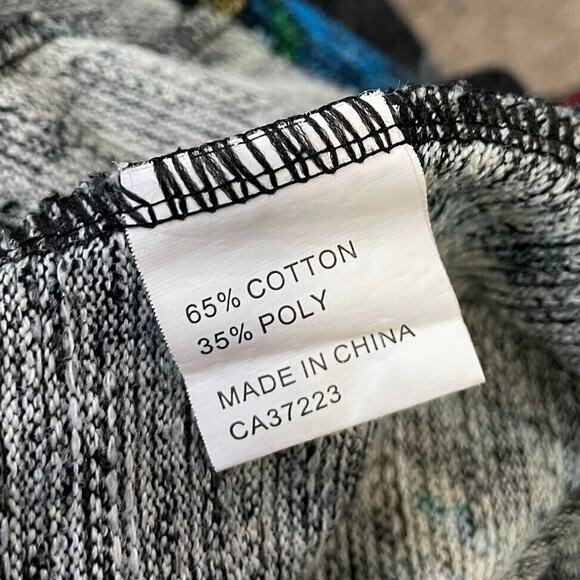 65% COTTON
35% POLY
MADE IN CHINA
CA37223